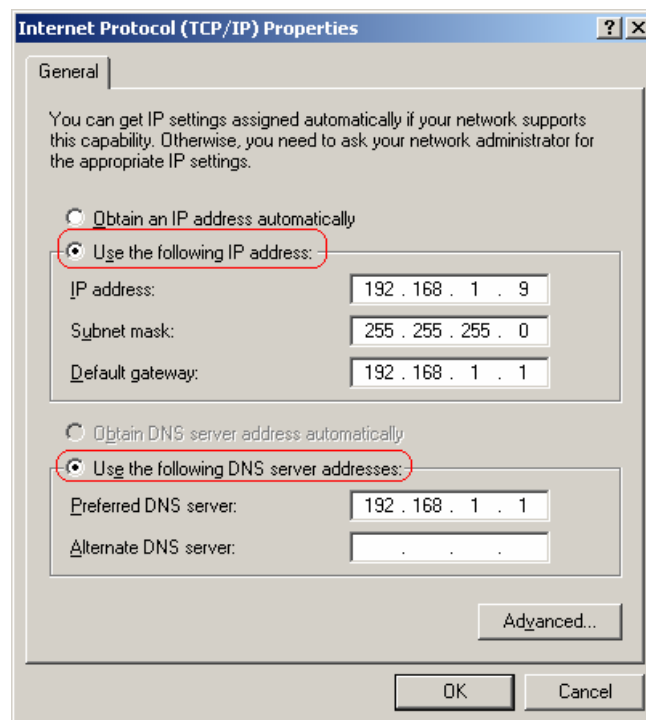 Internet Protocol (TCP/IP) Properties
General
You can get IP settings assigned automatically if your network supports
this capability. Otherwise, you need to ask your network administrator for
the appropriate IP settings.
Obtain an IP address automatically
Use the following IP address:
IP address: 192 . 168 . 1 . 9
Subnet mask: 255 . 255 . 255 . 0
Default gateway: 192 . 168 . 1 . 1
Obtain DNS server address automatically
Use the following DNS server addresses:
Preferred DNS server: 192 . 168 . 1 . 1
Alternate DNS server: . . .
Advanced...
OK Cancel